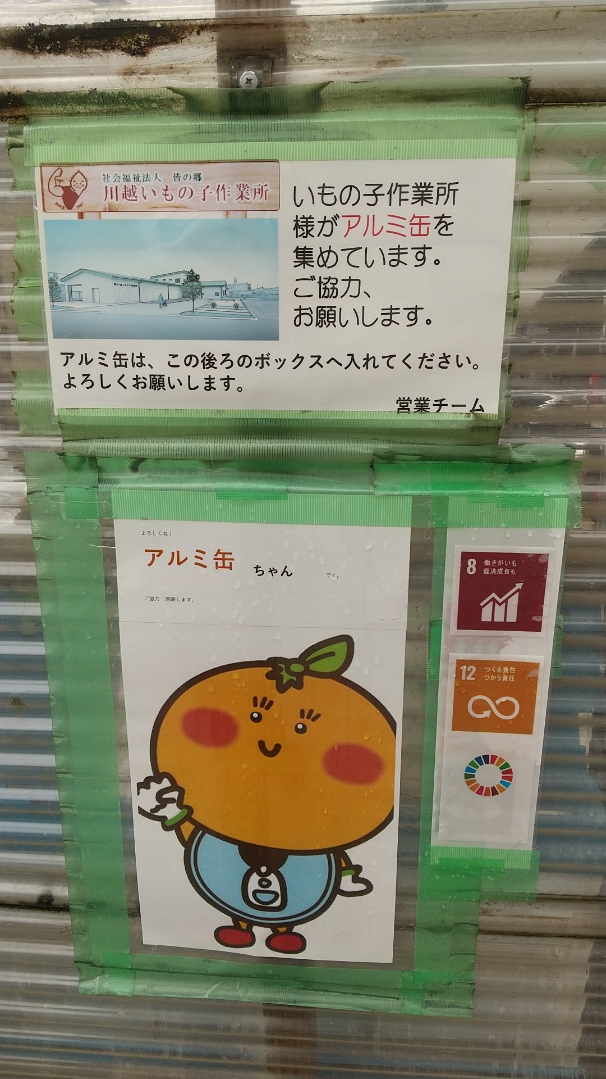 社会福祉法人 皆の郷
川越いもの子作業所
いもの子作業所
様がアルミ缶を
集めています。
ご協力、
お願いします。
アルミ缶は、この後ろのボックスへ入れてください。
よろしくお願いします。
営業チーム
よろしくね!
アルミ缶 ちゃん です。
ご協力 感謝します。
8 働きがいも
経済成長も
12 つくる責任
つかう責任